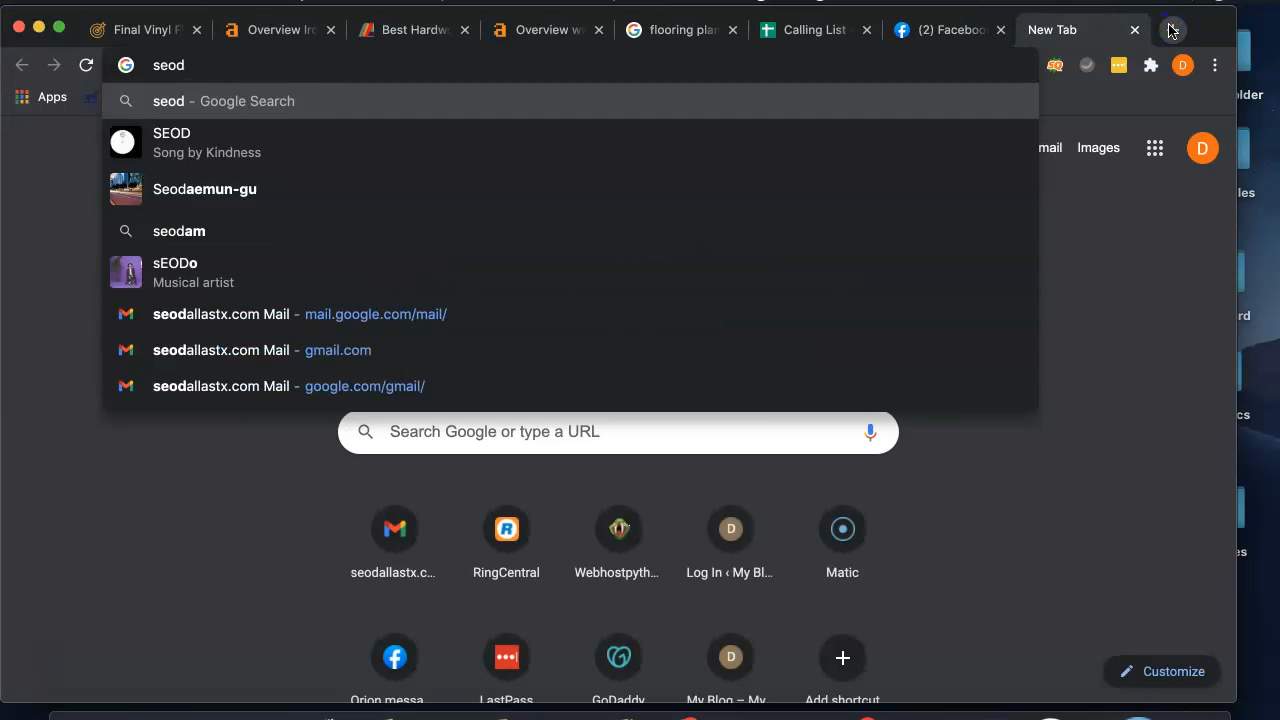 Final Vinyl F
Overview Iro
Best Hardw
Overview w
flooring plan
Calling List -
(2) Faceboo
New Tab
seod
D
Apps
seod - Google Search
SEOD
Song by Kindness
Seodaemun-gu
seodam
sEODo
Musical artist
seodallastx.com Mail - mail.google.com/mail/
seodallastx.com Mail - gmail.com
seodallastx.com Mail - google.com/gmail/
mail
Images
D
older
les
rd
cs
es
Search Google or type a URL
D
seodallastx.c...
RingCentral
Webhostpyth...
Log In ‹ My Bl...
Matic
D
Orion messa...
LastPass
GoDaddy
My Blog – My...
Add shortcut
Customize